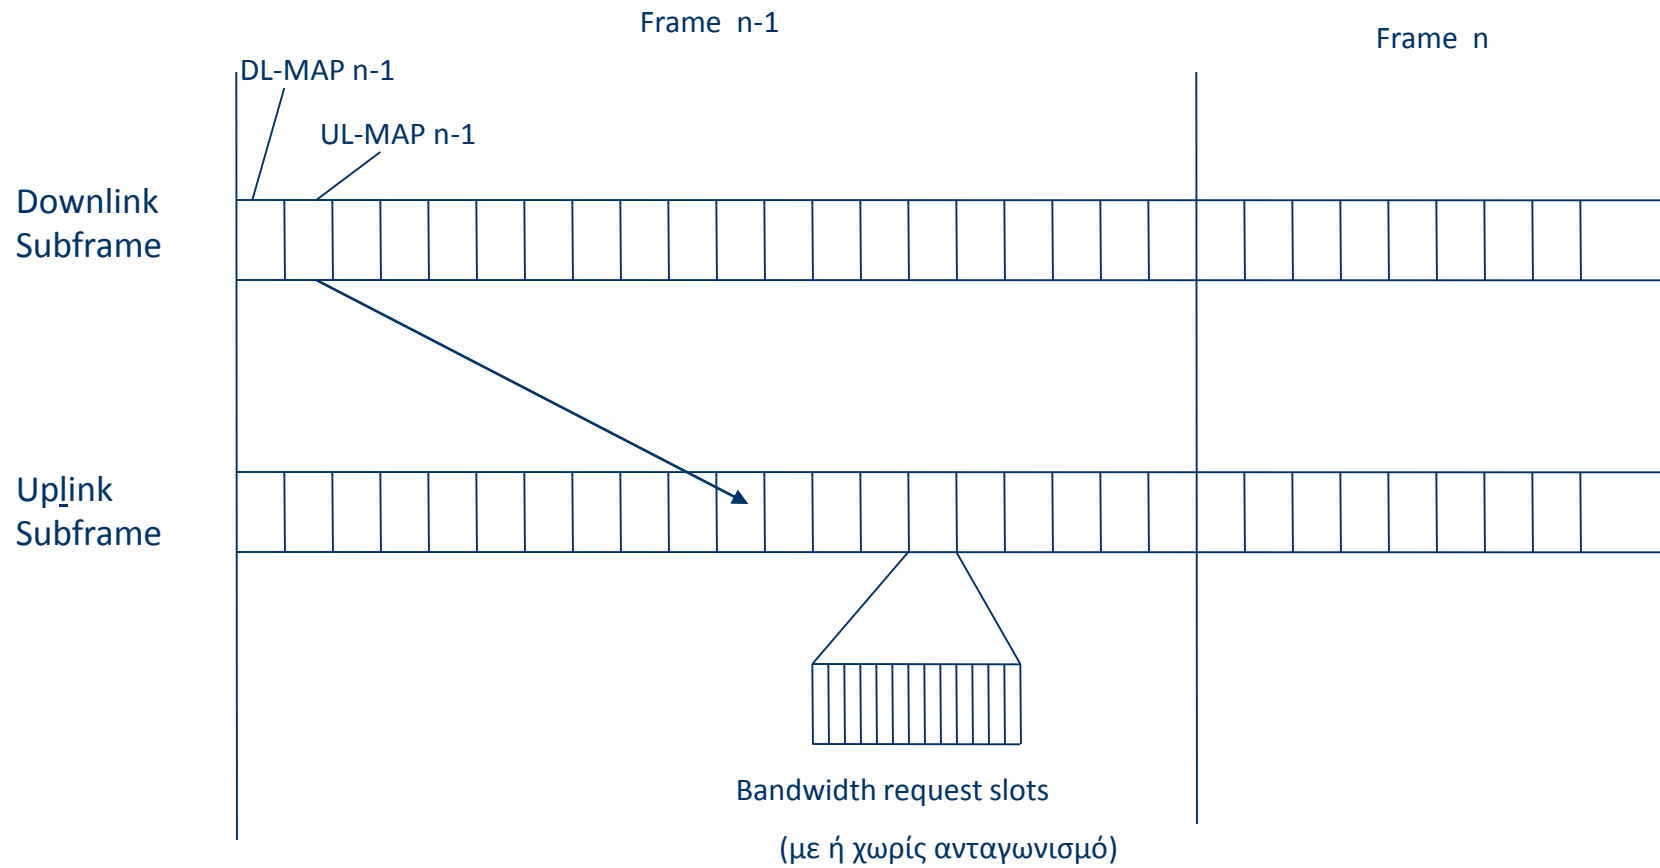 Frame n-1
Frame n
DL-MAP n-1
UL-MAP n-1
Downlink
Subframe
Uplink
Subframe
Bandwidth request slots
(με ή χωρίς ανταγωνισμό)